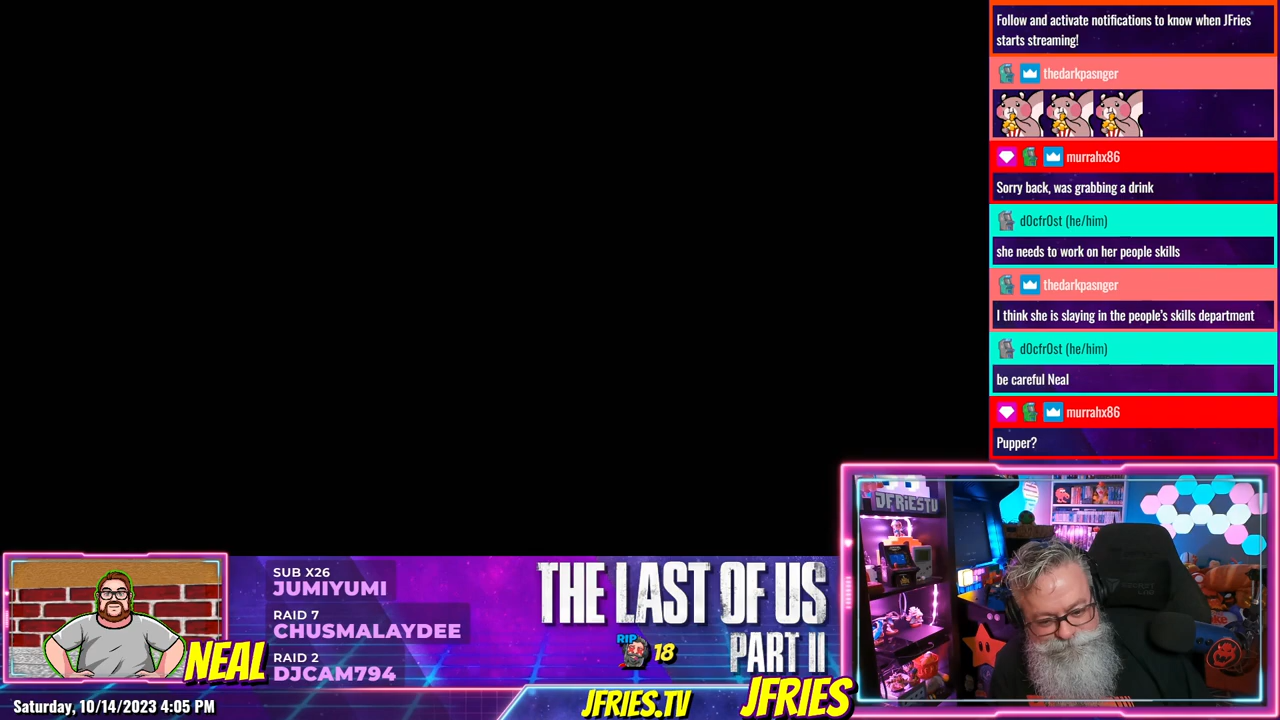 Follow and activate notifications to know when JFries
starts streaming!
thedarkpasnger
murrahx86
Sorry back, was grabbing a drink
d0cfr0st (he/him)
she needs to work on her people skills
thedarkpasnger
I think she is slaying in the people's skills department
d0cfr0st (he/him)
be careful Neal
murrahx86
Pupper?
JFRIESTV
NEAL
SUB X26
JUMIYUMI
RAID 7
CHUSMALAYDEE
RAID 2
DJCAM794
THE LAST OF US
PART II
RIP
18
JFRIES.TV
JFRIES
Saturday, 10/14/2023 4:05 PM